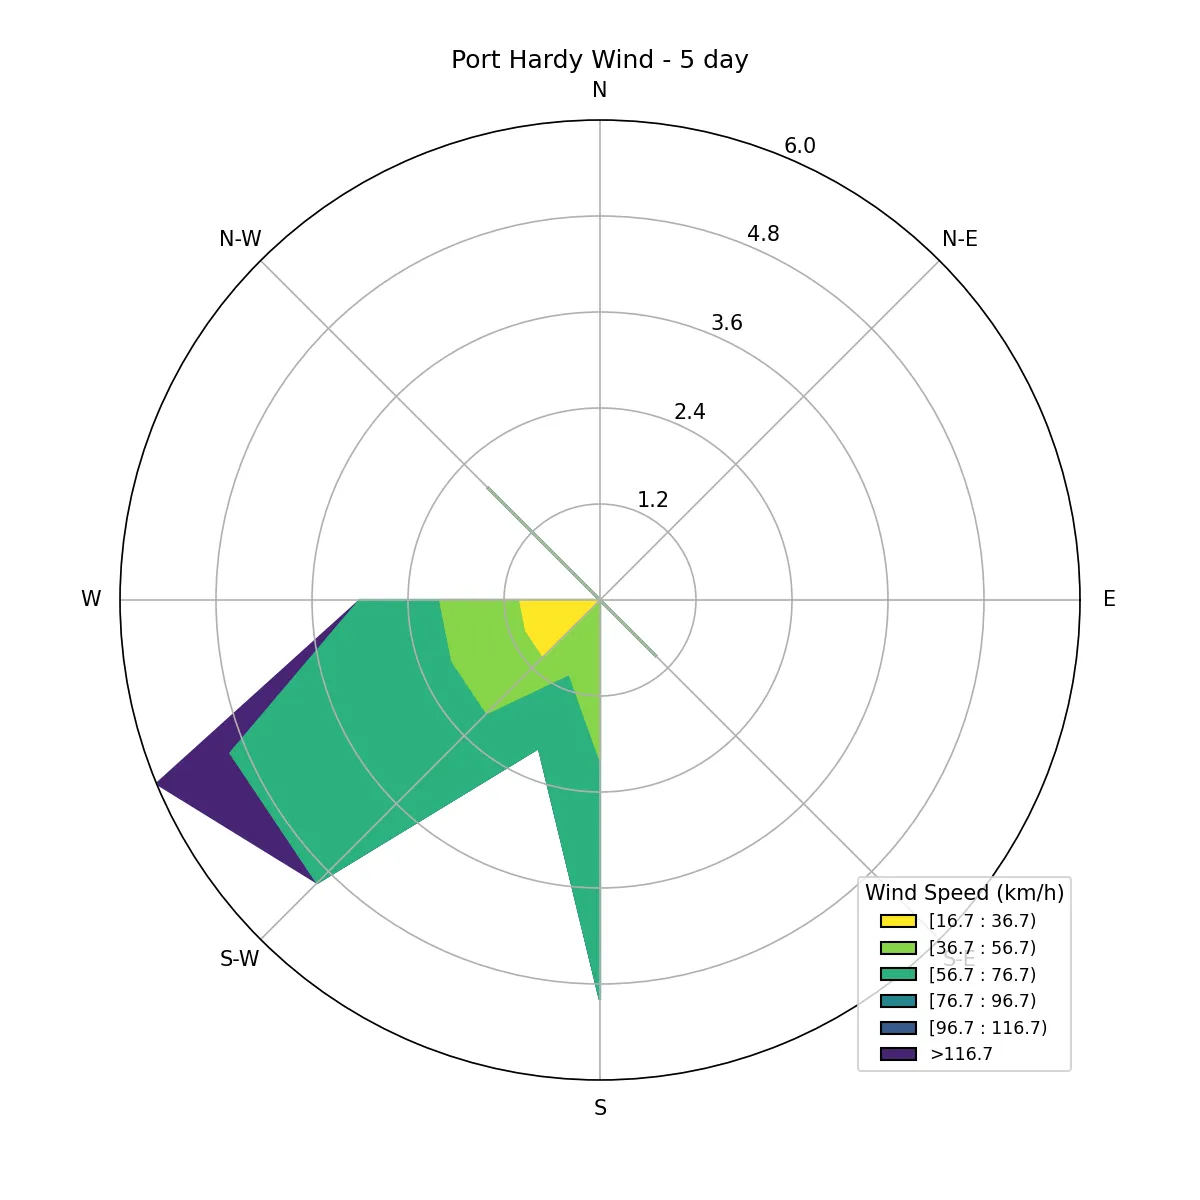 Port Hardy Wind - 5 day
N
6.0
4.8
N-W
N-E
3.6
2.4
1.2
W
E
Wind Speed (km/h)
[16.7 : 36.7)
[36.7 : 56.7)
S-W
S-E
[56.7 : 76.7)
[76.7 : 96.7)
[96.7 : 116.7)
>116.7
S